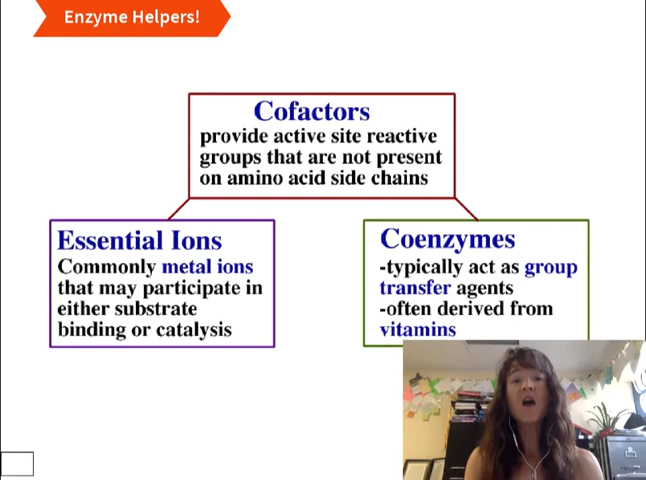 Enzyme Helpers!
Cofactors
provide active site reactive
groups that are not present
on amino acid side chains
Essential Ions
Commonly metal ions
that may participate in
either substrate
binding or catalysis
Coenzymes
-typically act as group
transfer agents
-often derived from
vitamins